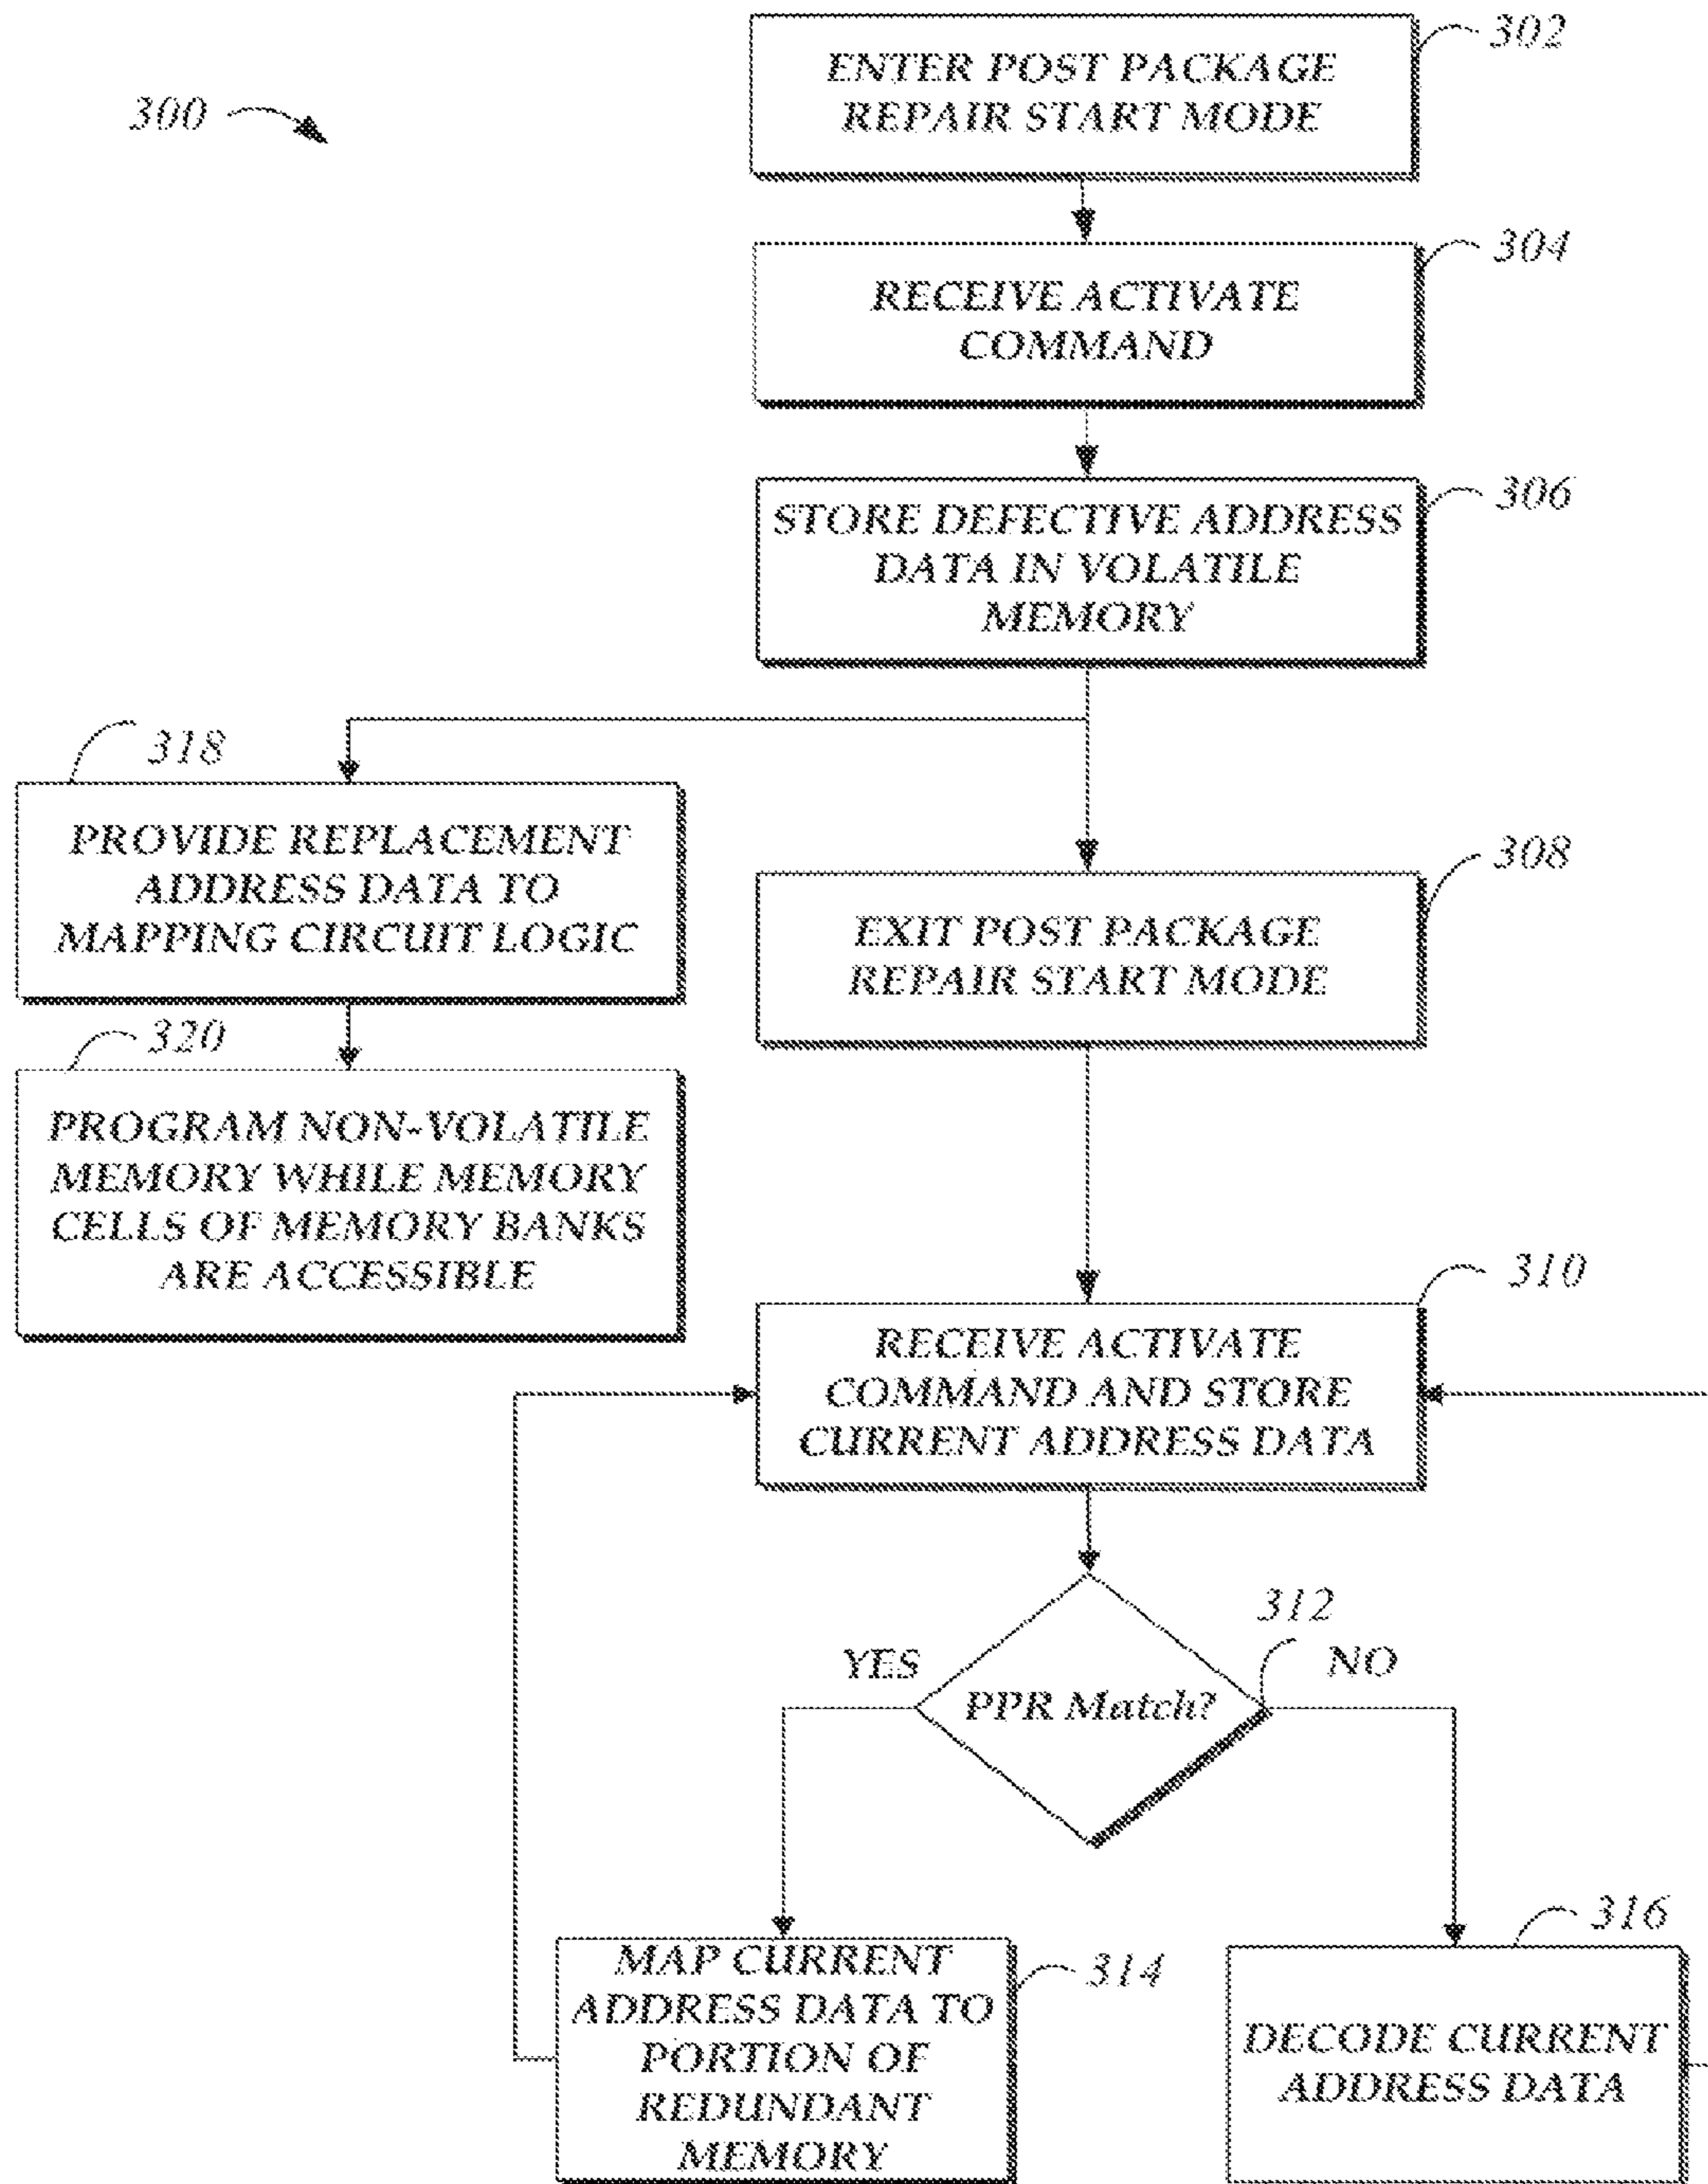 300
302
ENTER POST PACKAGE
REPAIR START MODE
304
RECEIVE ACTIVATE
COMMAND
306
STORE DEFECTIVE ADDRESS
DATA IN VOLATILE
MEMORY
318
PROVIDE REPLACEMENT
ADDRESS DATA TO
MAPPING CIRCUIT LOGIC
308
EXIT POST PACKAGE
REPAIR START MODE
320
PROGRAM NON-VOLATILE
MEMORY WHILE MEMORY
CELLS OF MEMORY BANKS
ARE ACCESSIBLE
310
RECEIVE ACTIVATE
COMMAND AND STORE
CURRENT ADDRESS DATA
312
YES
NO
PPR Match?
314
MAP CURRENT
ADDRESS DATA TO
PORTION OF
REDUNDANT
MEMORY
316
DECODE CURRENT
ADDRESS DATA